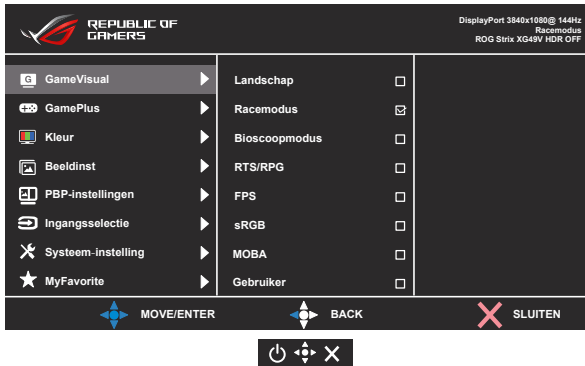 REPUBLIC OF
GAMERS
DisplayPort 3840x1080@ 144Hz
Racemodus
ROG Strix XG49V HDR OFF
G GameVisual
GamePlus
Kleur
Beeldinst
PBP-instellingen
Ingangsselectie
Systeem-instelling
MyFavorite
Landschap
Racemodus
Bioscoopmodus
RTS/RPG
FPS
sRGB
MOBA
Gebruiker
MOVE/ENTER
BACK
SLUITEN